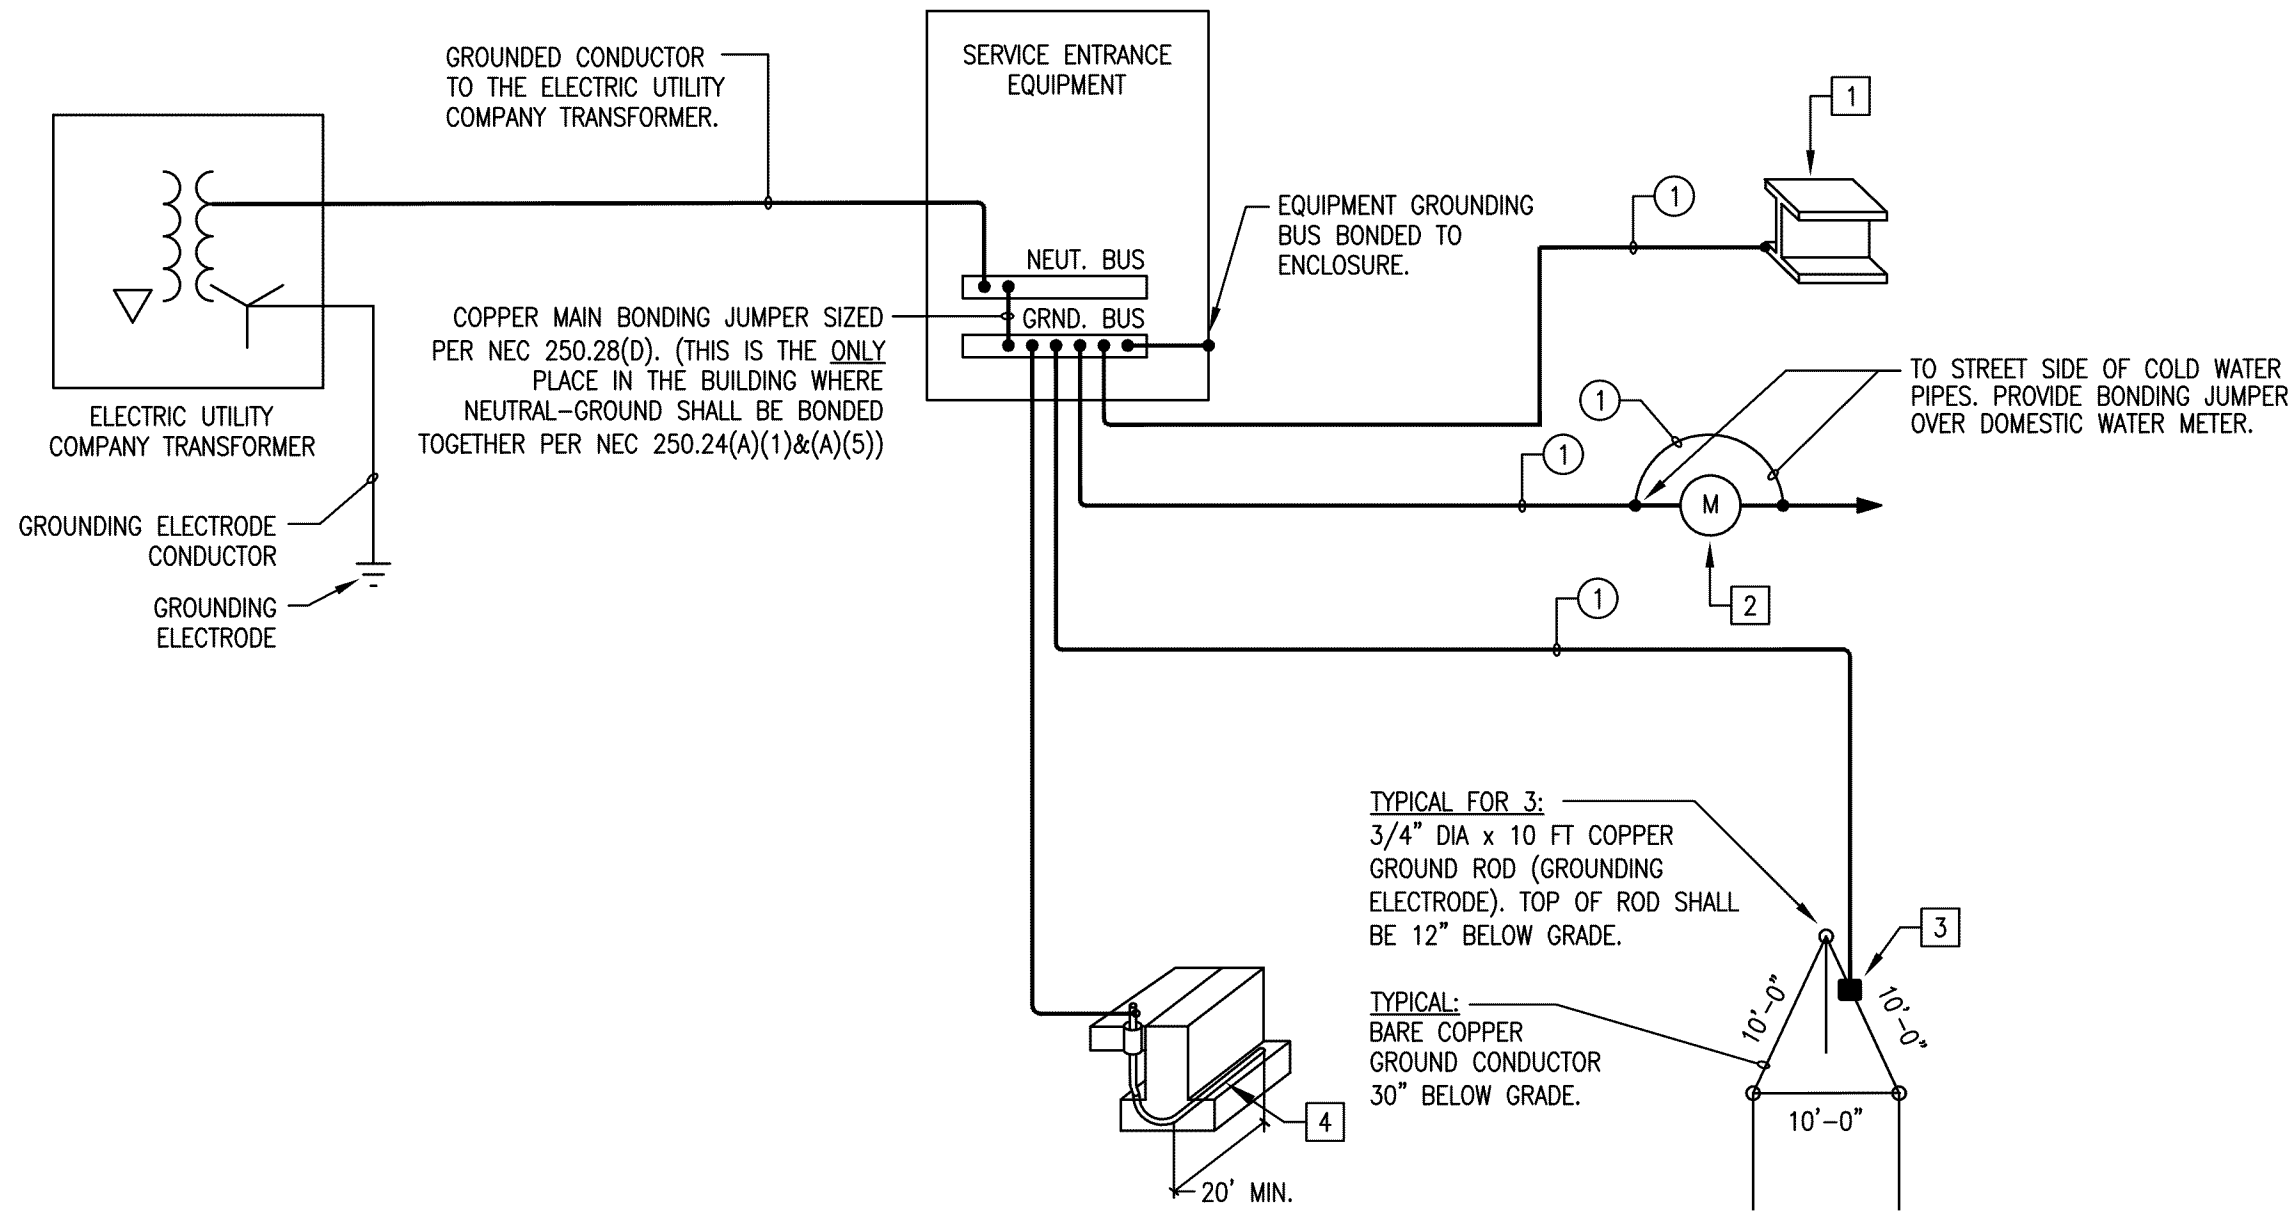 GROUNDED CONDUCTOR
TO THE ELECTRIC UTILITY
COMPANY TRANSFORMER.
SERVICE ENTRANCE
EQUIPMENT
1
1
EQUIPMENT GROUNDING
BUS BONDED TO
ENCLOSURE.
NEUT. BUS
GRND. BUS
COPPER MAIN BONDING JUMPER SIZED
PER NEC 250.28(D). (THIS IS THE ONLY
PLACE IN THE BUILDING WHERE
NEUTRAL-GROUND SHALL BE BONDED
TOGETHER PER NEC 250.24(A)(1)&(A)(5))
ELECTRIC UTILITY
COMPANY TRANSFORMER
GROUNDING ELECTRODE
CONDUCTOR
GROUNDING
ELECTRODE
TO STREET SIDE OF COLD WATER
PIPES. PROVIDE BONDING JUMPER
OVER DOMESTIC WATER METER.
1
1
M
2
1
TYPICAL FOR 3:
3/4" DIA x 10 FT COPPER
GROUND ROD (GROUNDING
ELECTRODE). TOP OF ROD SHALL
BE 12" BELOW GRADE.
3
TYPICAL:
BARE COPPER
GROUND CONDUCTOR
30" BELOW GRADE.
10'-0"
10'-0"
10'-0"
4
20' MIN.